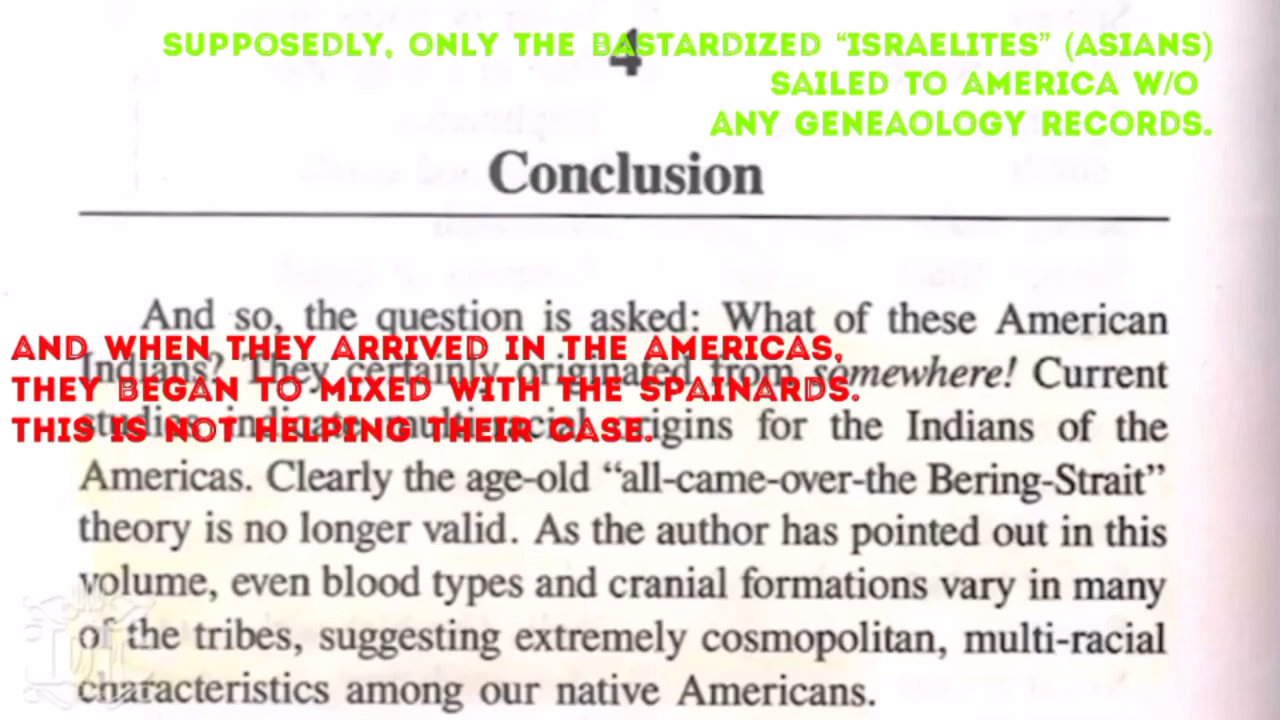 SUPPOSEDLY, ONLY THE BASTARDIZED “ISRAELITES” (ASIANS)
SAILED TO AMERICA W/O
ANY GENEAOLOGY RECORDS.
4
Conclusion
And so, the question is asked: What of these American
AND WHEN THEY ARRIVED IN THE AMERICAS,
Indians? They certainly originated from somewhere! Current
THEY BEGAN TO MIXED WITH THE SPAINARDS.
studies indicate multiracial origins for the Indians of the
THIS IS NOT HELPING THEIR CASE.
Americas. Clearly the age-old “all-came-over-the Bering-Strait”
theory is no longer valid. As the author has pointed out in this
volume, even blood types and cranial formations vary in many
of the tribes, suggesting extremely cosmopolitan, multi-racial
characteristics among our native Americans.